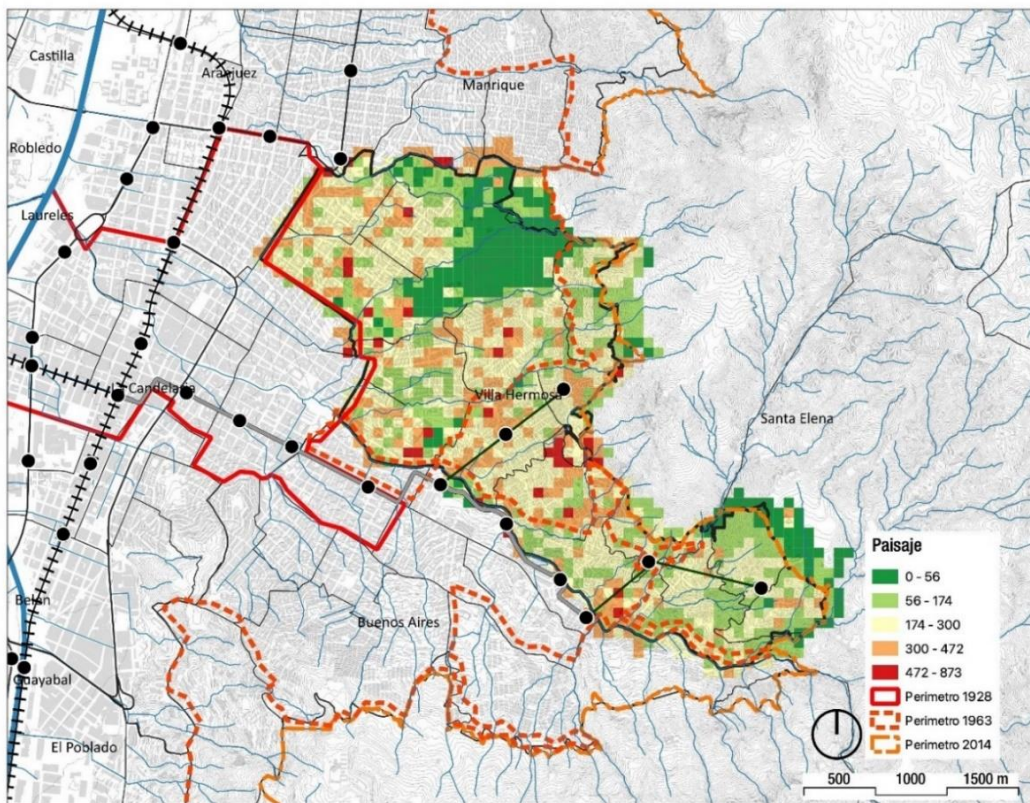 Castilla
Aranjuez
Manrique
Robledo
Laureles
La Candelaria
Villa Hermosa
Santa Elena
Belén
Buenos Aires
Guayabal
El Poblado
Paisaje
0 - 56
56 - 174
174 - 300
300 - 472
472 - 873
Perimetro 1928
Perimetro 1963
Perimetro 2014
500 1000 1500 m